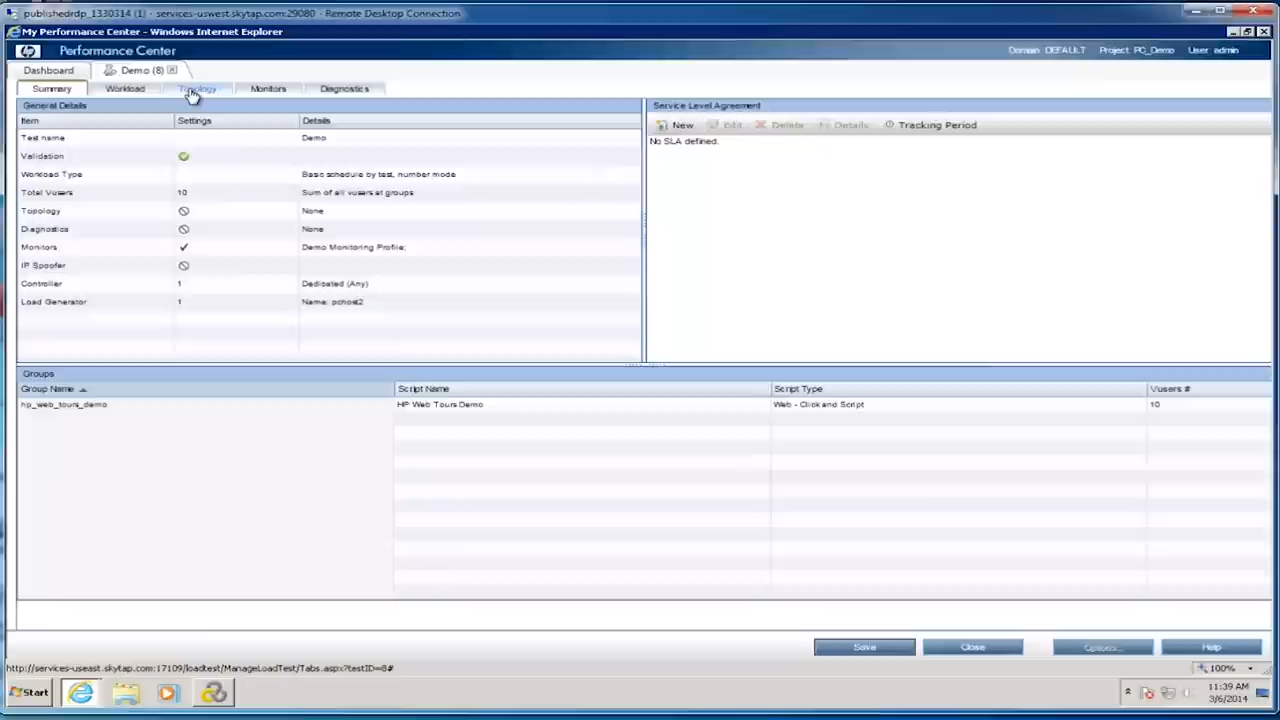 publishedrdp_1330314 (1) - services-uswest.skytap.com:29080 - Remote Desktop Connection
My Performance Center - Windows Internet Explorer
hp Performance Center Domain: DEFAULT Project: PC_Demo User: admin
Dashboard Demo (8)
Summary Workload Topology Monitors Diagnostics
General Details
Item Settings Details
Test name Demo
Validation
Workload Type Basic schedule by test, number mode
Total Vusers 10 Sum of all vusers at groups
Topology None
Diagnostics None
Monitors Demo Monitoring Profile;
IP Spoofer
Controller 1 Dedicated (Any)
Load Generator 1 Name: pchost2
Service Level Agreement
New Edit Delete Details Tracking Period
No SLA defined.
Groups
Group Name Script Name Script Type Vusers #
hp_web_tours_demo HP Web Tours Demo Web - Click and Script 10
Save Close Options... Help
http://services-useast.skytap.com:17109/loadtest/ManageLoadTest/Tabs.aspx?testID=8#
100%
Start
11:39 AM
3/6/2014